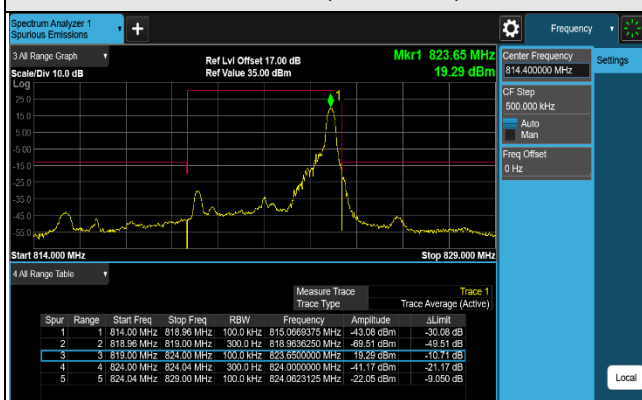 Spectrum Analyzer 1
Spurious Emissions
+
Frequency
Settings
3 All Range Graph
Scale/Div 10.0 dB
Ref Lvl Offset 17.00 dB
Ref Value 35.00 dBm
Mkr1 823.65 MHz
19.29 dBm
Center Frequency
814.400000 MHz
CF Step
500.000 kHz
Auto
Man
Freq Offset
0 Hz
Log
25.0
15.0
5.00
-5.00
-15.0
-25.0
-35.0
-45.0
-55.0
1
Start 814.000 MHz
Stop 829.000 MHz
4 All Range Table
Measure Trace Trace 1
Trace Type Trace Average (Active)
Spur Range Start Freq Stop Freq RBW Frequency Amplitude ΔLimit
1 1 814.00 MHz 818.96 MHz 100.0 kHz 815.0669375 MHz -43.08 dBm -30.08 dB
2 2 818.96 MHz 819.00 MHz 300.0 Hz 818.9636250 MHz -69.51 dBm -49.51 dB
3 3 819.00 MHz 824.00 MHz 100.0 kHz 823.6500000 MHz 19.29 dBm -10.71 dB
4 4 824.00 MHz 824.04 MHz 300.0 Hz 824.0000000 MHz -41.17 dBm -21.17 dB
5 5 824.04 MHz 829.00 MHz 100.0 kHz 824.0623125 MHz -22.05 dBm -9.050 dB
Local